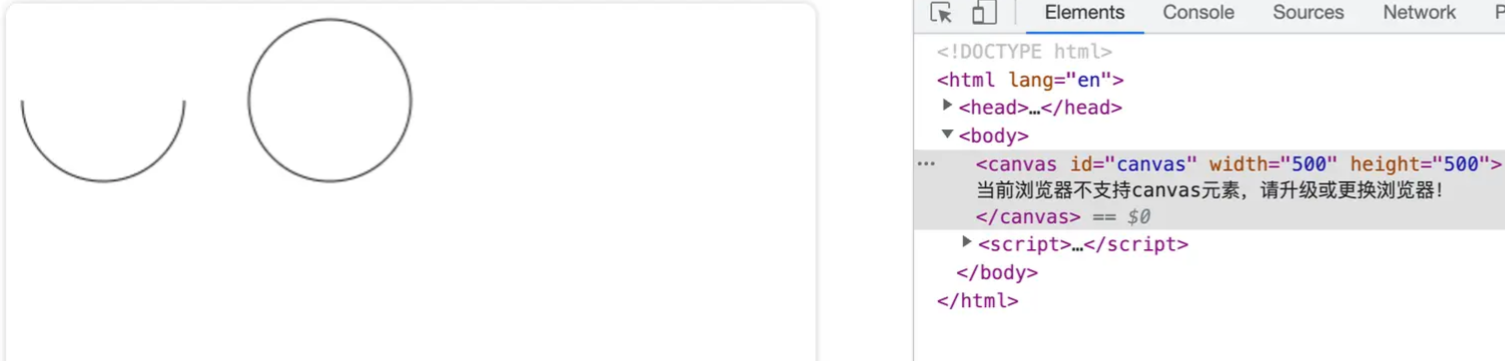 Elements Console Sources Network P
<!DOCTYPE html>
<html lang="en">
<head>…</head>
<body>
… <canvas id="canvas" width="500" height="500">
当前浏览器不支持canvas元素，请升级或更换浏览器！
</canvas> == $0
<script>…</script>
</body>
</html>